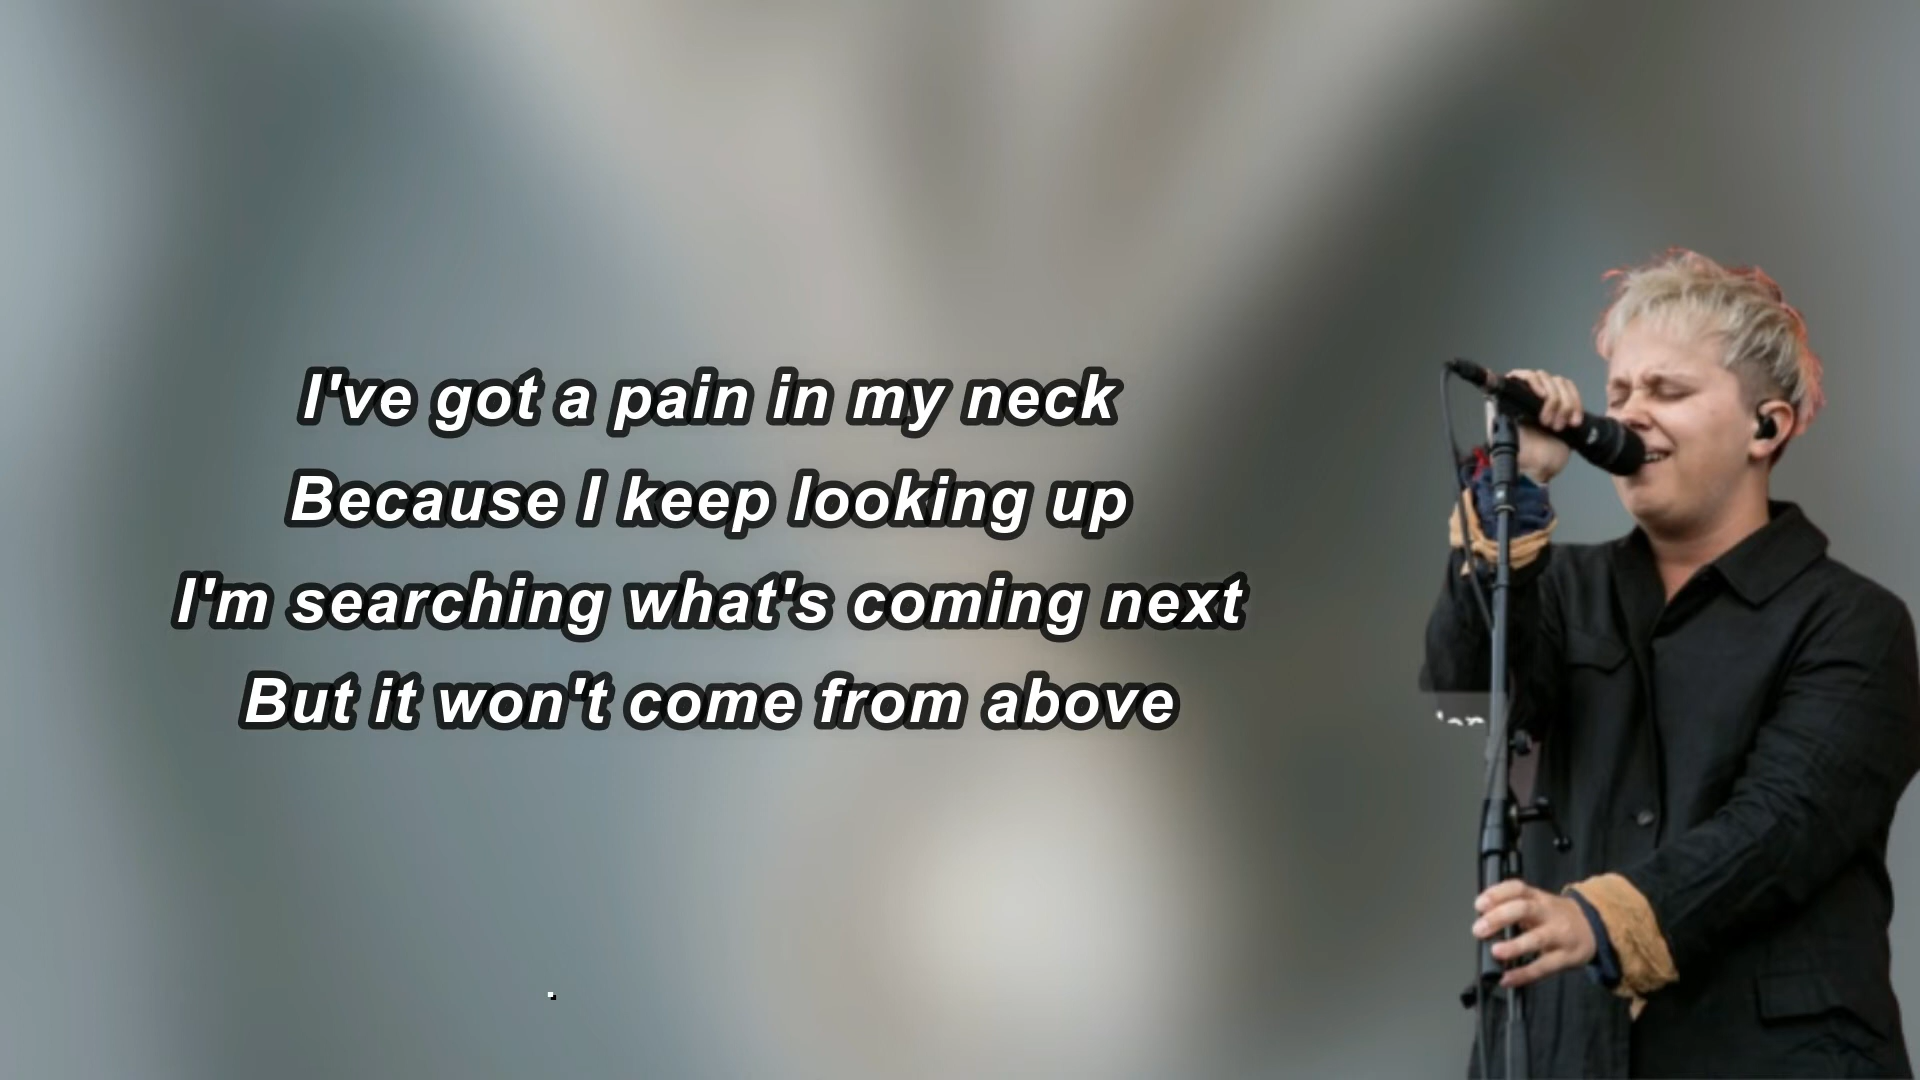 I've got a pain in my neck
Because I keep looking up
I'm searching what's coming next
But it won't come from above